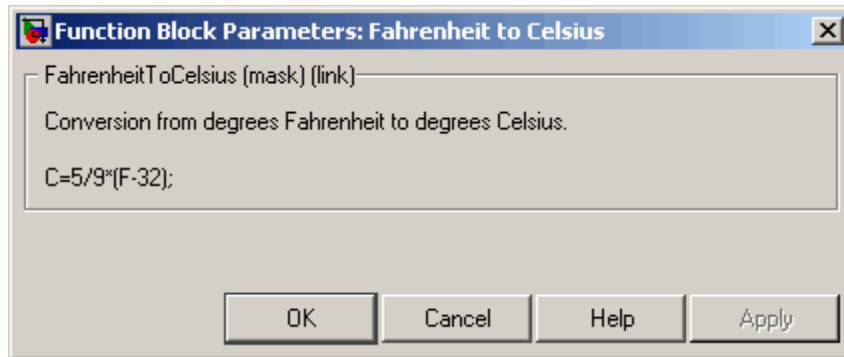 Function Block Parameters: Fahrenheit to Celsius
FahrenheitToCelsius (mask) (link)
Conversion from degrees Fahrenheit to degrees Celsius.
C=5/9*(F-32);
OK Cancel Help Apply